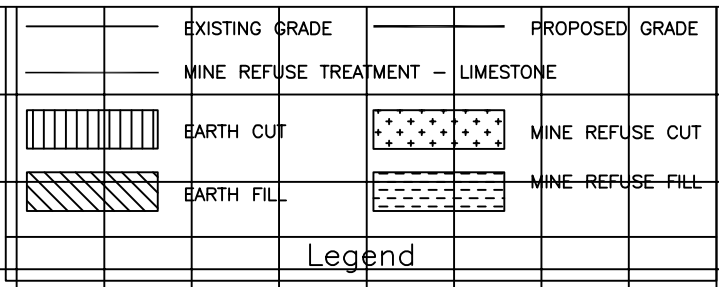 EXISTING GRADE
PROPOSED GRADE
MINE REFUSE TREATMENT – LIMESTONE
EARTH CUT
MINE REFUSE CUT
EARTH FILL
MINE REFUSE FILL
Legend